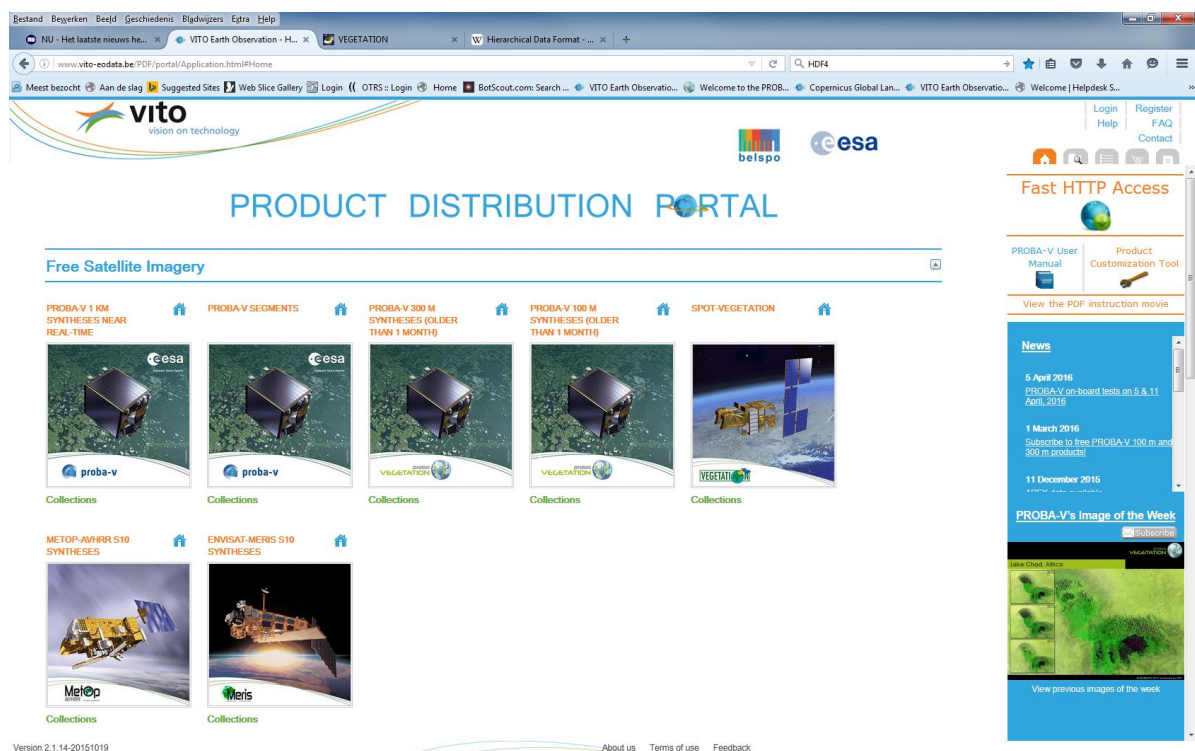 Bestand Bewerken Beeld Geschiedenis Bladwijzers Extra Help
NU - Het laatste nieuws he... × VITO Earth Observation - H... × VEGETATION × W Hierarchical Data Format - ... × +
www.vito-eodata.be/PDF/portal/Application.html#Home
HDF4
Meest bezocht Aan de slag Suggested Sites Web Slice Gallery Login (( OTRS :: Login Home BotScout.com: Search ... VITO Earth Observatio... Welcome to the PROB... Copernicus Global Lan... VITO Earth Observatio... Welcome | Helpdesk S... »
vito
vision on technology
belspo
esa
Login Register
Help FAQ
Contact
PRODUCT DISTRIBUTION PORTAL
Fast HTTP Access
PROBA-V User Manual
Product Customization Tool
View the PDF instruction movie
Free Satellite Imagery
PROBA-V 1 KM
SYNTHESES NEAR
REAL-TIME
esa
proba-v
Collections
PROBA-V SEGMENTS
esa
proba-v
Collections
PROBA-V 300 M
SYNTHESES (OLDER
THAN 1 MONTH)
proba
VEGETATION
Collections
PROBA-V 100 M
SYNTHESES (OLDER
THAN 1 MONTH)
proba
VEGETATION
Collections
SPOT-VEGETATION
VEGETATION
Collections
METOP-AVHRR S10
SYNTHESES
Metop
AVHRR
Collections
ENVISAT-MERIS S10
SYNTHESES
Meris
Collections
News
5 April 2016
PROBA-V on-board tests on 5 & 11
April, 2016
1 March 2016
Subscribe to free PROBA-V 100 m and
300 m products!
11 December 2015
PROBA-V's Image of the Week
Subscribe
VEGETATION
Lake Chad, Africa
View previous images of the week
Version 2.1.14-20151019
About us Terms of use Feedback